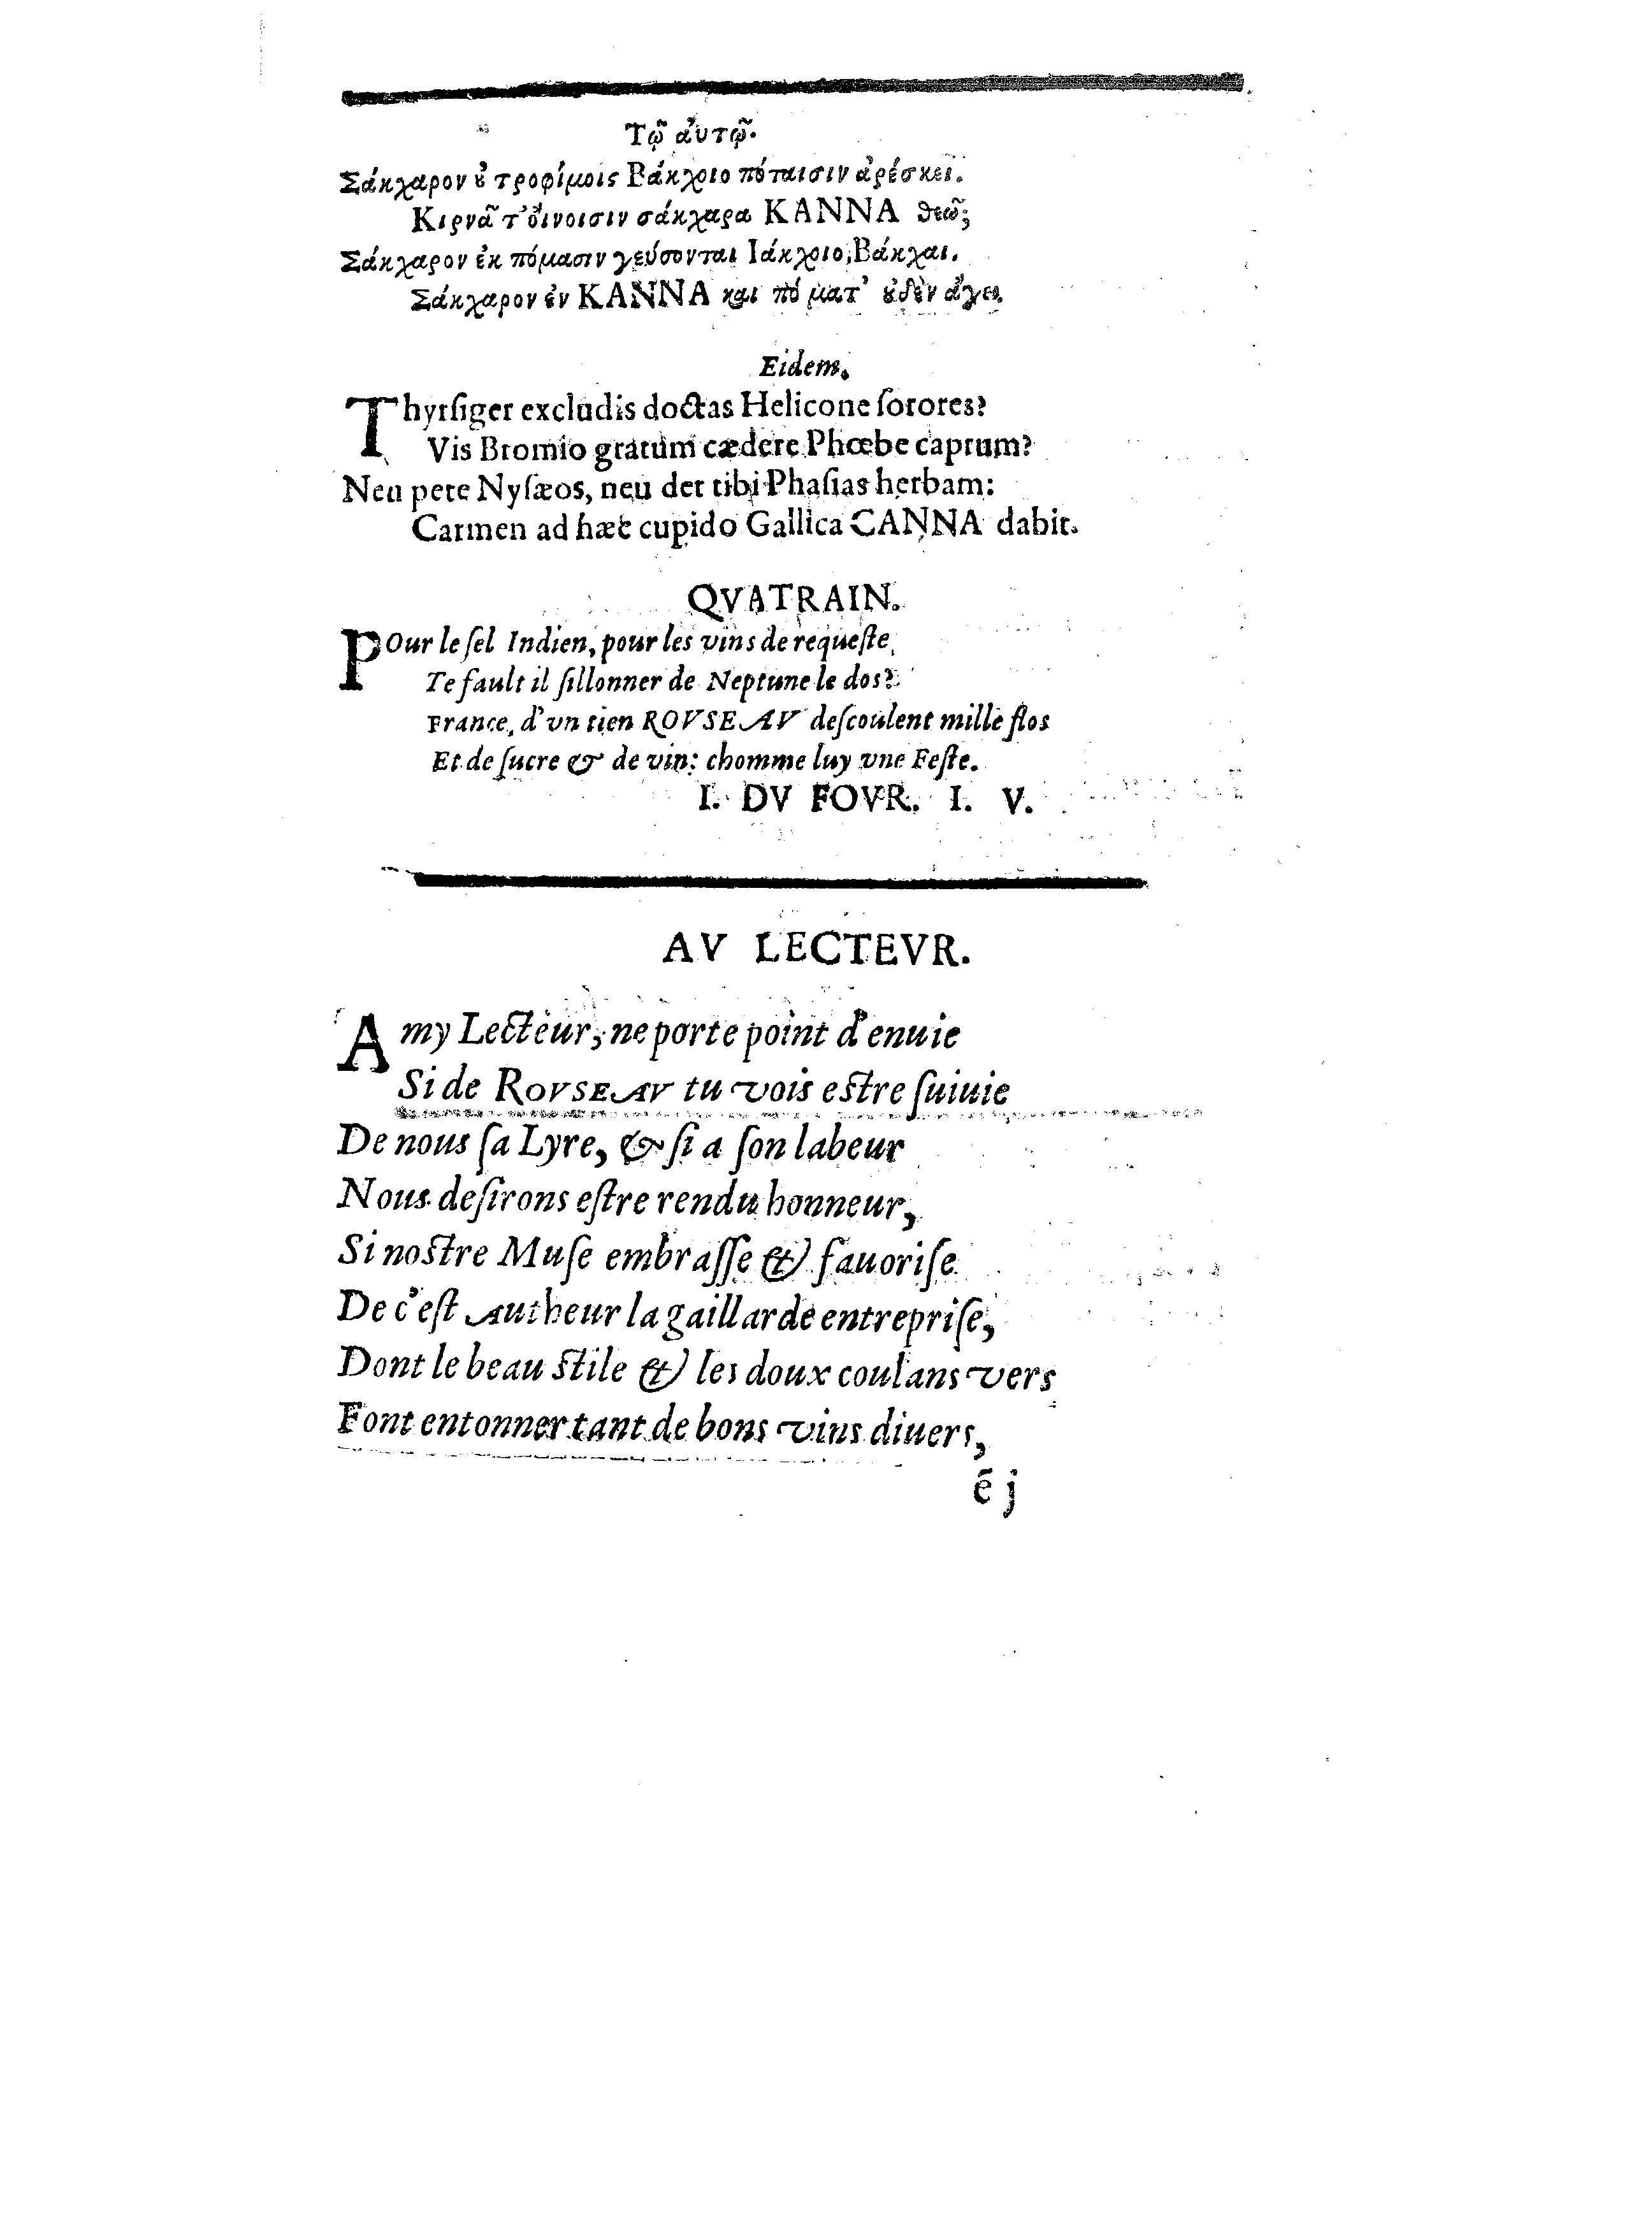 Τῷ αὐτῷ.
Σάκχαρον ȣ̓ τροφίμοις Βάκχοιο πόταισιν ἀρέσκει.
Κιρνᾶ τ' οἴνοισιν σάκχαρα ΚΑΝΝΑ θεῶ;
Σάκχαρον ἐκ πόμασιν γεύσονται Ιάκχοιο, Βάκχαι.
Σάκχαρον ἐν ΚΑΝΝΑ και πό ματ' ȣ̓δὲν ἄγει.
Eidem.
Thyrſiger excludis doctas Helicone ſorores?
Vis Bromio gratum cædere Phœbe caprum?
Neu pete Nyſæos, neu det tibi Phaſias herbam:
Carmen ad hæc cupido Gallica CANNA dabit.
QVATRAIN.
POur le ſel Indien, pour les vins de requeſte,
Te fault il ſillonner de Neptune le dos?
France, d'vn tien ROVSEAV deſcoulent mille flos
Et de ſucre & de vin: chomme luy vne Feſte.
I. DV FOVR. I. V.
AV LECTEVR.
Amy Lecteur, ne porte point d'enuie
Si de ROVSEAV tu vois eſtre ſuiuie
De nous ſa Lyre, & ſi a ſon labeur
Nous deſirons eſtre rendu honneur,
Si noſtre Muſe embraſſe & fauoriſe
De c'eſt Autheur la gaillarde entrepriſe,
Dont le beau ſtile & les doux coulans vers
Font entonner tant de bons vins diuers,
ẽ j